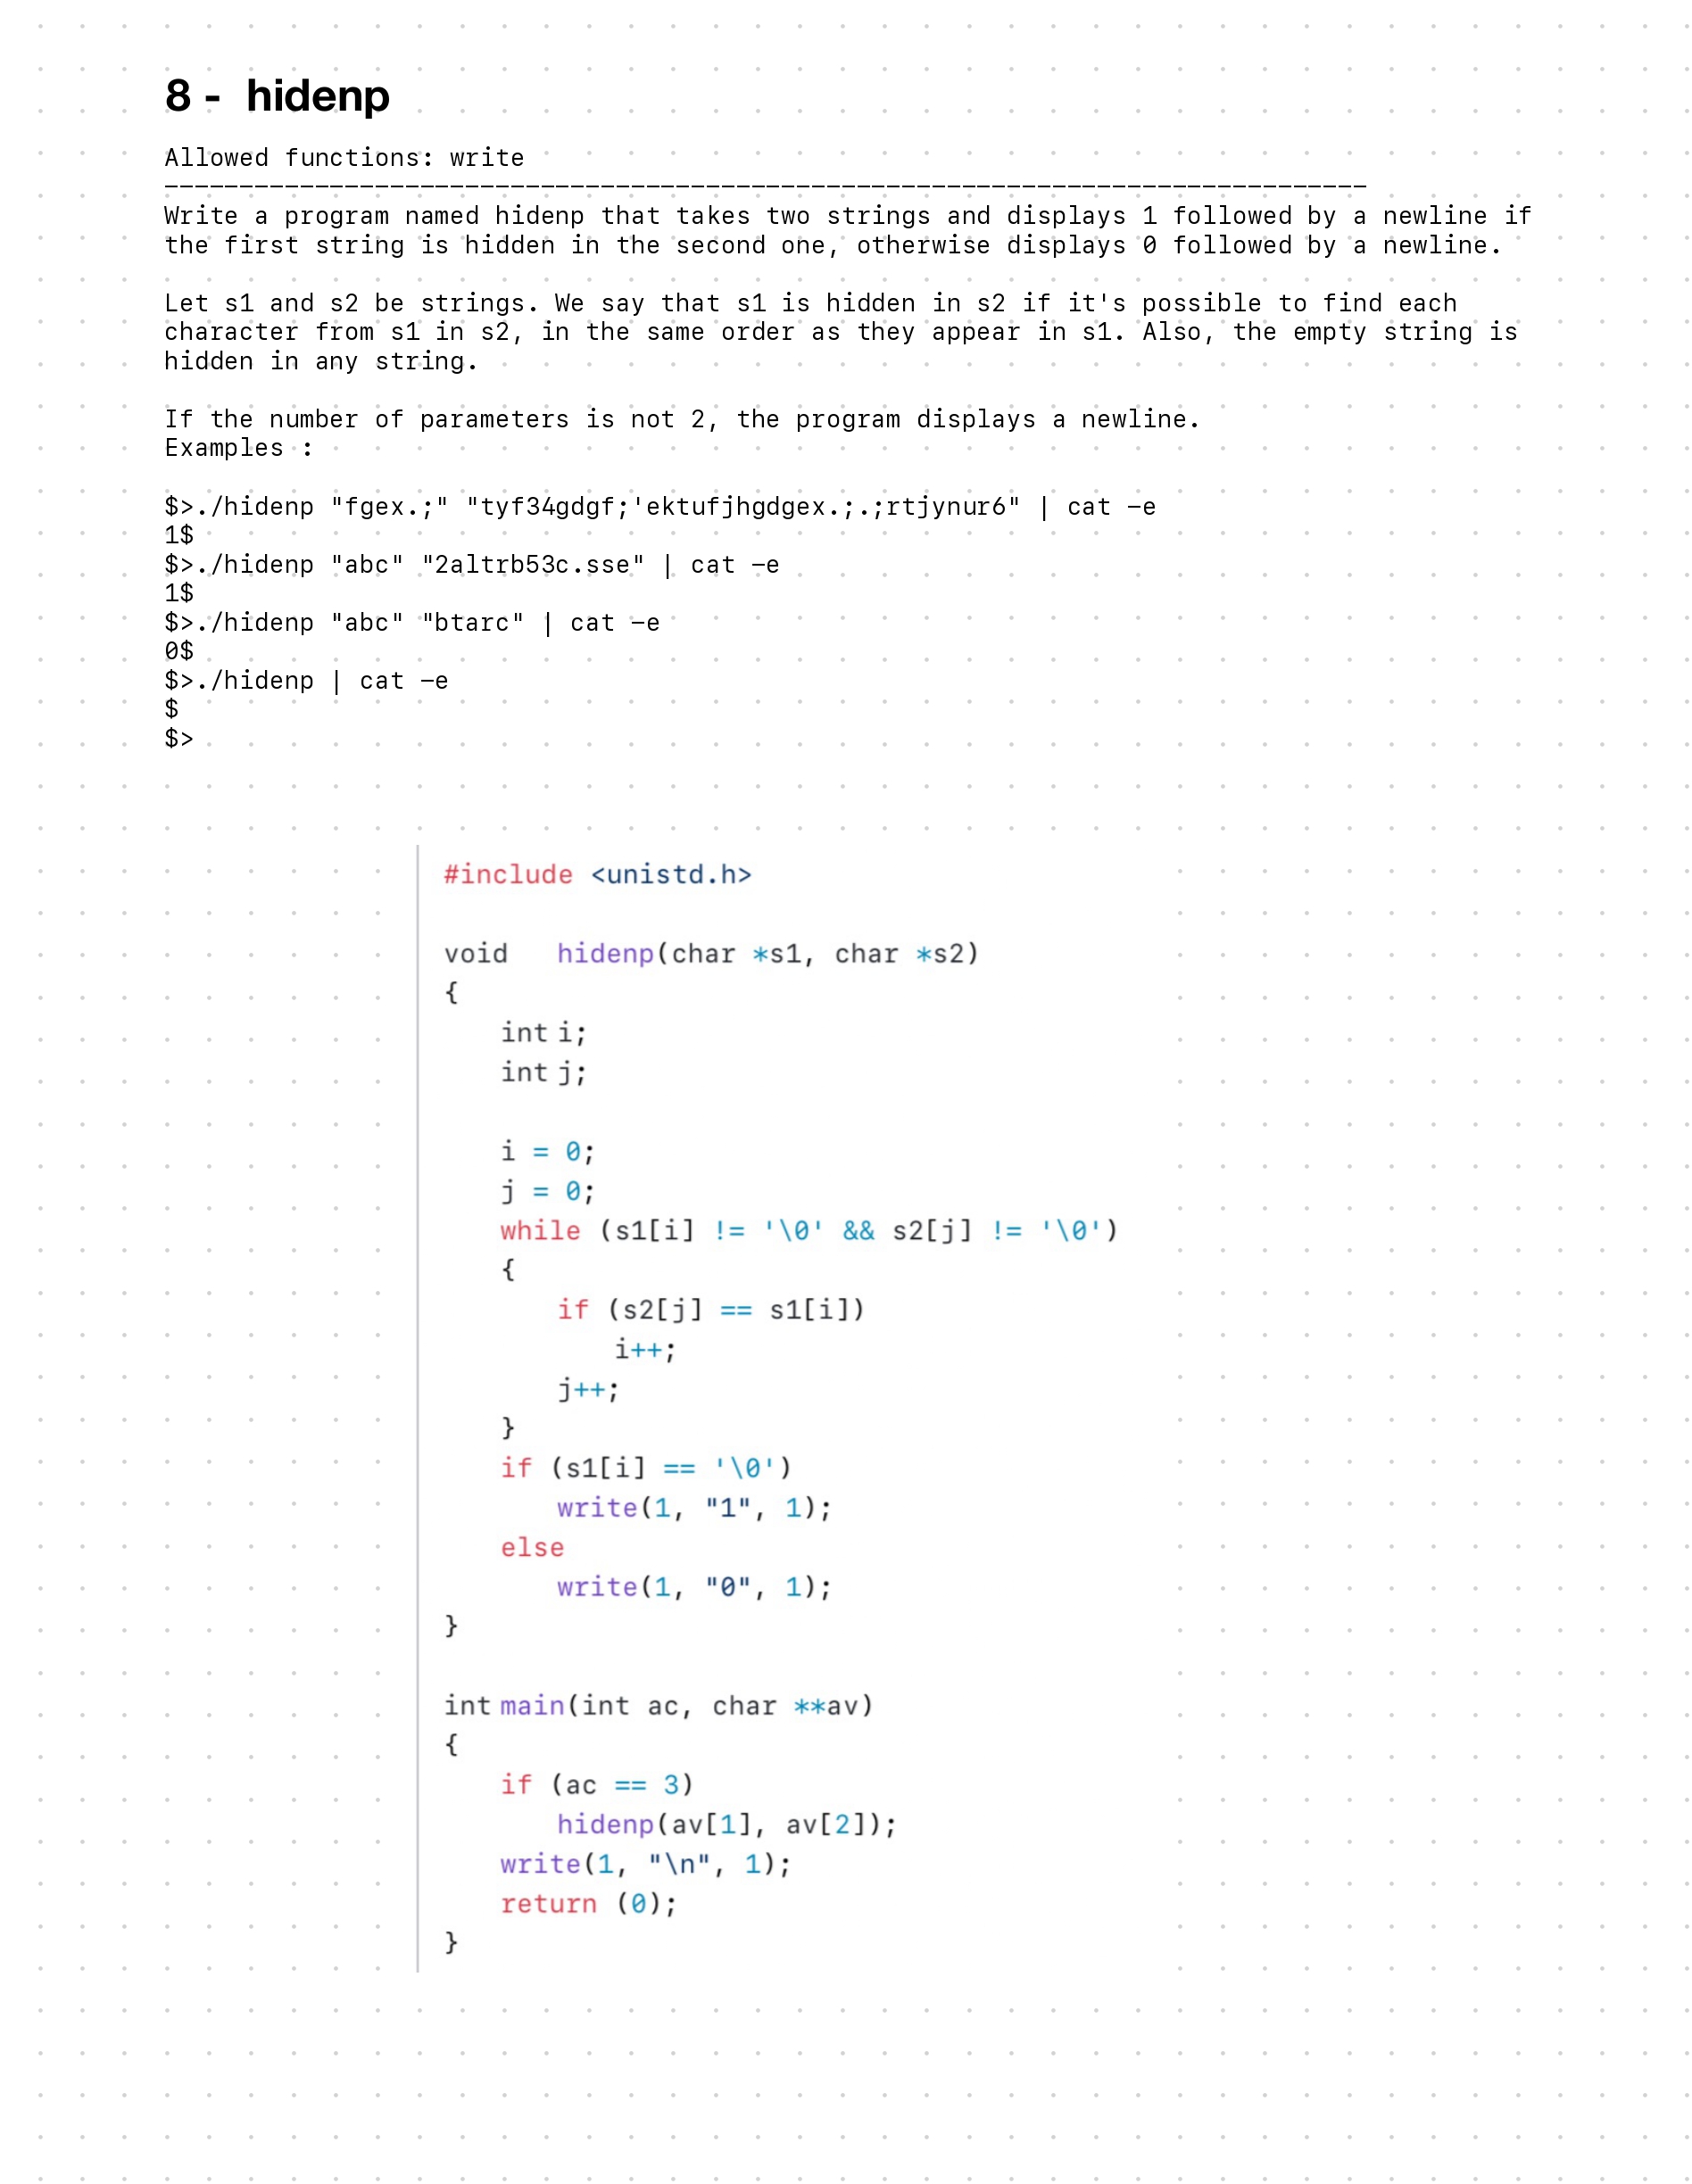 8 - hidenp
Allowed functions: write
--------------------------------------------------------------------------------
Write a program named hidenp that takes two strings and displays 1 followed by a newline if
the first string is hidden in the second one, otherwise displays 0 followed by a newline.
Let s1 and s2 be strings. We say that s1 is hidden in s2 if it's possible to find each
character from s1 in s2, in the same order as they appear in s1. Also, the empty string is
hidden in any string.
If the number of parameters is not 2, the program displays a newline.
Examples :
$>./hidenp "fgex.;" "tyf34gdgf;'ektufjhgdgex.;.;rtjynur6" | cat -e
1$
$>./hidenp "abc" "2altrb53c.sse" | cat -e
1$
$>./hidenp "abc" "btarc" | cat -e
0$
$>./hidenp | cat -e
$
$>
#include <unistd.h>
void hidenp(char *s1, char *s2)
{
int i;
int j;
i = 0;
j = 0;
while (s1[i] != '\0' && s2[j] != '\0')
{
if (s2[j] == s1[i])
i++;
j++;
}
if (s1[i] == '\0')
write(1, "1", 1);
else
write(1, "0", 1);
}
int main(int ac, char **av)
{
if (ac == 3)
hidenp(av[1], av[2]);
write(1, "\n", 1);
return (0);
}